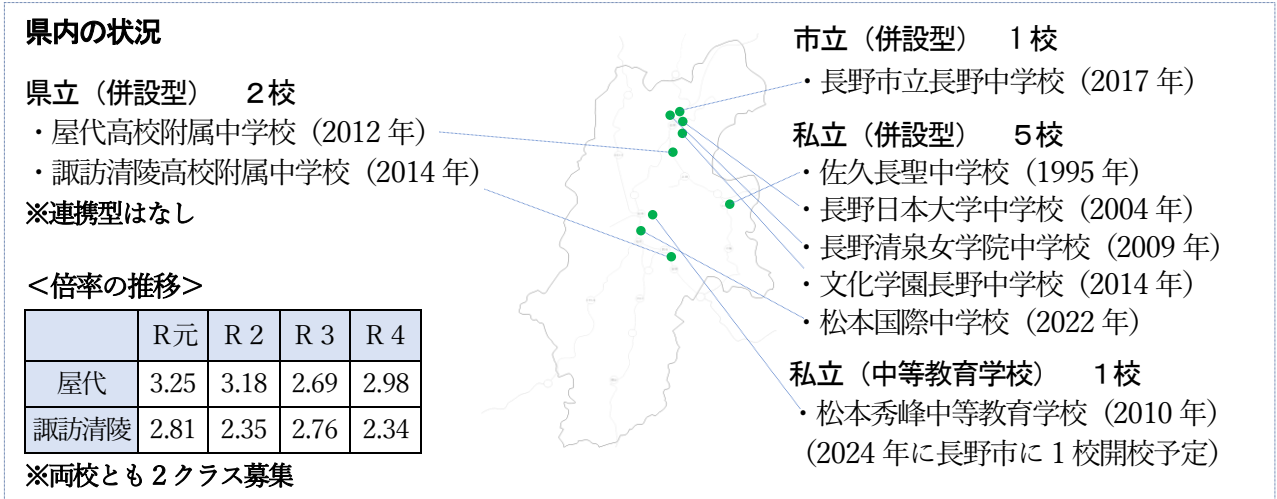 県内の状況
県立（併設型）　２校
・屋代高校附属中学校（2012 年）
・諏訪清陵高校附属中学校（2014 年）
※連携型はなし
＜倍率の推移＞
R元 R２ R３ R４
屋代 3.25 3.18 2.69 2.98
諏訪清陵 2.81 2.35 2.76 2.34
※両校とも２クラス募集
市立（併設型）　１校
・長野市立長野中学校（2017 年）
私立（併設型）　５校
・佐久長聖中学校（1995 年）
・長野日本大学中学校（2004 年）
・長野清泉女学院中学校（2009 年）
・文化学園長野中学校（2014 年）
・松本国際中学校（2022 年）
私立（中等教育学校）　１校
・松本秀峰中等教育学校（2010 年）
（2024 年に長野市に 1 校開校予定）